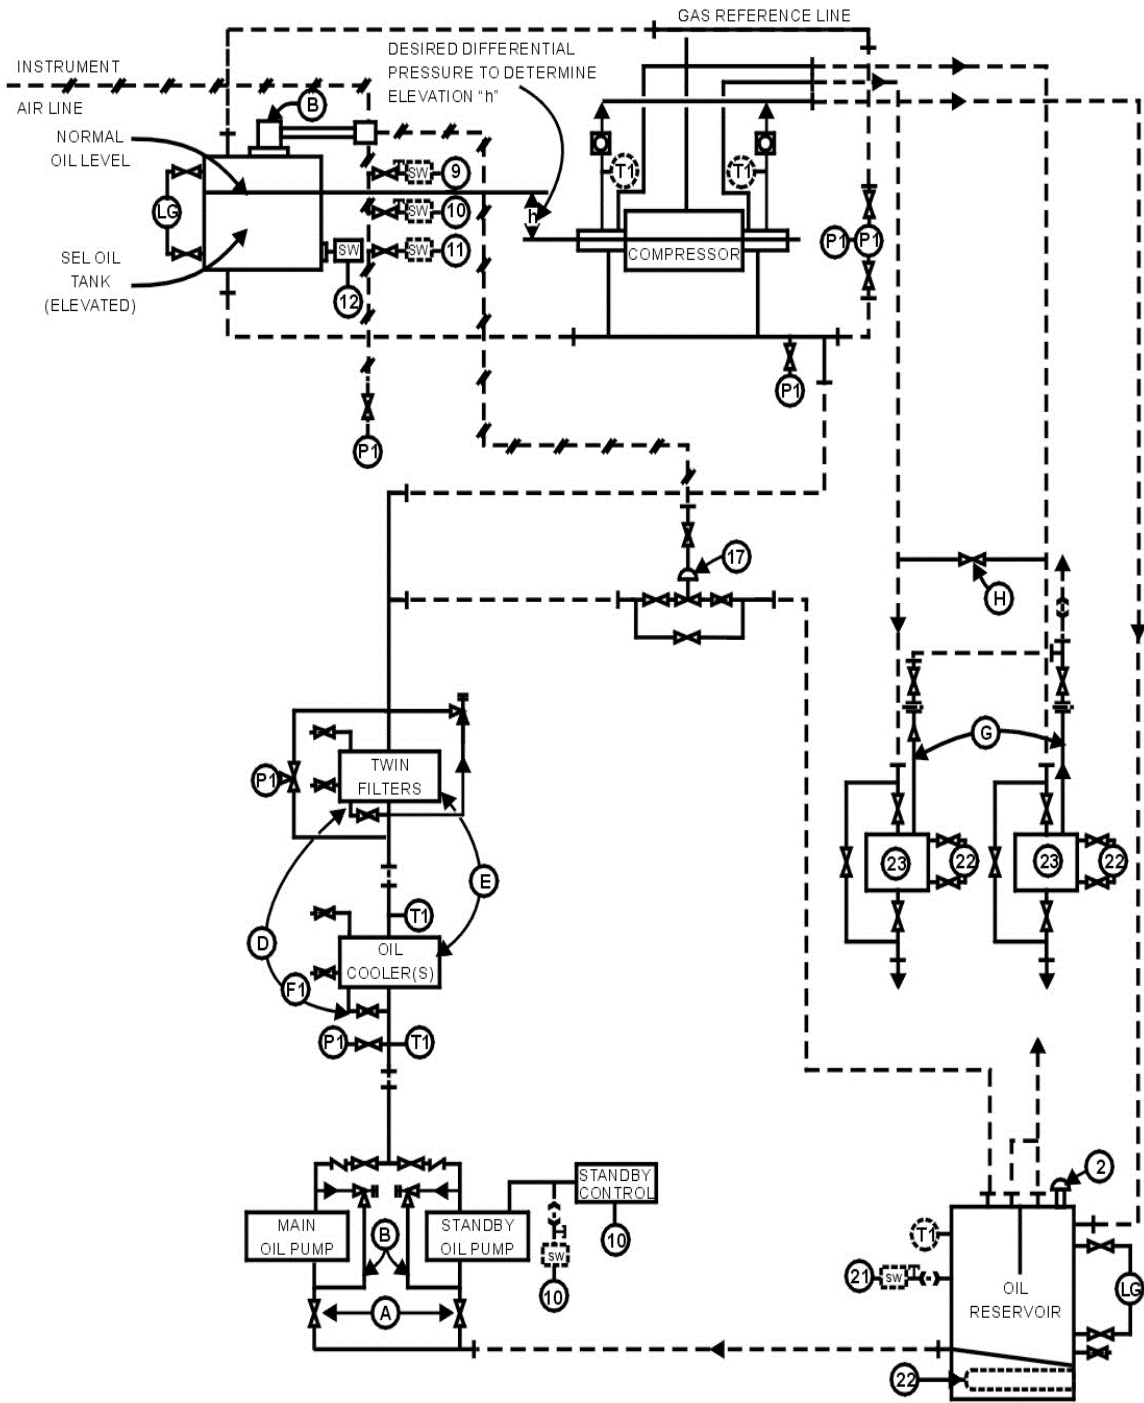 GAS REFERENCE LINE
DESIRED DIFFERENTIAL
PRESSURE TO DETERMINE
ELEVATION "h"
INSTRUMENT
AIR LINE
B
NORMAL
OIL LEVEL
SW
9
T1
T1
LG
SW
10
h
SW
11
P1
P1
COMPRESSOR
SW
SEL OIL
TANK
(ELEVATED)
12
P1
P1
17
H
G
TWIN
FILTERS
P1
23
22
23
22
E
T1
D
OIL
COOLER(S)
F1
P1
T1
2
STANDBY
CONTROL
MAIN
OIL PUMP
B
STANDBY
OIL PUMP
10
T1
SW
21
SW
10
OIL
RESERVOIR
LG
A
22